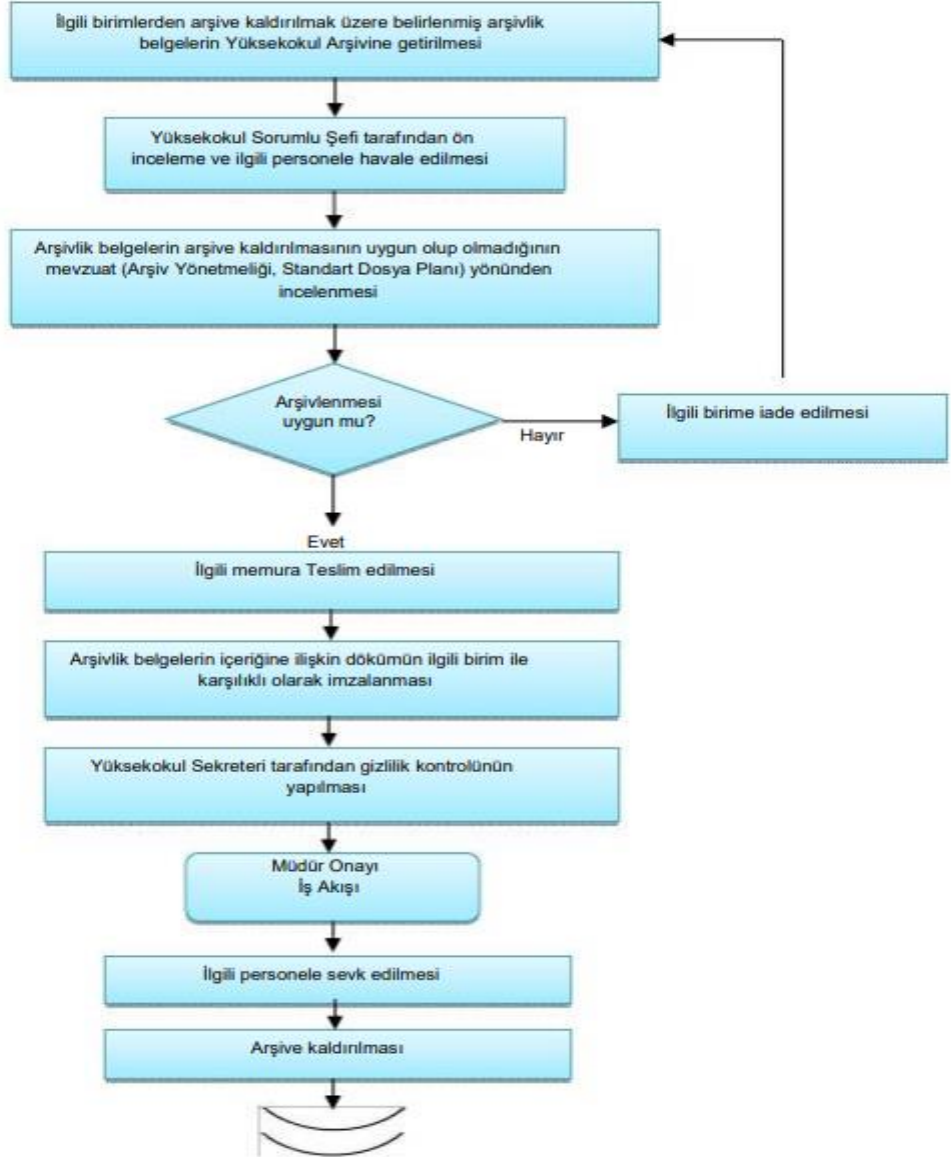 İlgili birimlerden arşive kaldırılmak üzere belirlenmiş arşivlik
belgelerin Yüksekokul Arşivine getirilmesi
Yüksekokul Sorumlu Şefi tarafından ön
inceleme ve ilgili personele havale edilmesi
Arşivlik belgelerin arşive kaldırılmasının uygun olup olmadığının
mevzuat (Arşiv Yönetmeliği, Standart Dosya Planı) yönünden
incelenmesi
Arşivlenmesi
uygun mu?
Hayır
İlgili birime iade edilmesi
Evet
İlgili memura Teslim edilmesi
Arşivlik belgelerin içeriğine ilişkin dökümün ilgili birim ile
karşılıklı olarak imzalanması
Yüksekokul Sekreteri tarafından gizlilik kontrolünün
yapılması
Müdür Onayı
İş Akışı
İlgili personele sevk edilmesi
Arşive kaldırılması